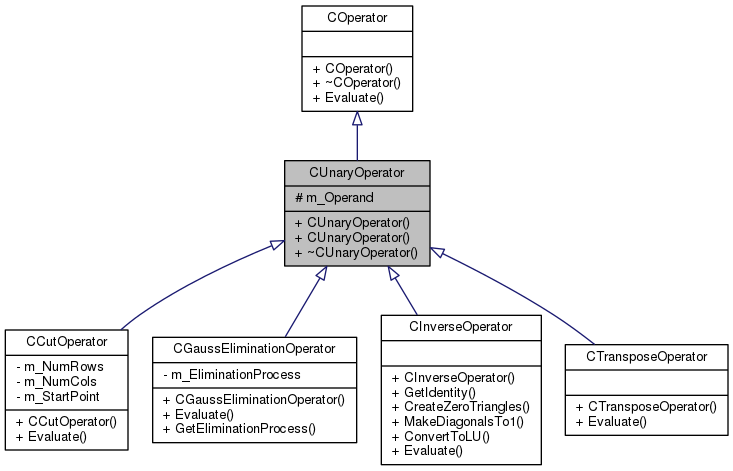 COperator
+ COperator()
+ ~COperator()
+ Evaluate()
CUnaryOperator
# m_Operand
+ CUnaryOperator()
+ CUnaryOperator()
+ ~CUnaryOperator()
CCutOperator
- m_NumRows
- m_NumCols
- m_StartPoint
+ CCutOperator()
+ Evaluate()
CGaussEliminationOperator
- m_EliminationProcess
+ CGaussEliminationOperator()
+ Evaluate()
+ GetEliminationProcess()
CInverseOperator
+ CInverseOperator()
+ GetIdentity()
+ CreateZeroTriangles()
+ MakeDiagonalsTo1()
+ ConvertToLU()
+ Evaluate()
CTransposeOperator
+ CTransposeOperator()
+ Evaluate()